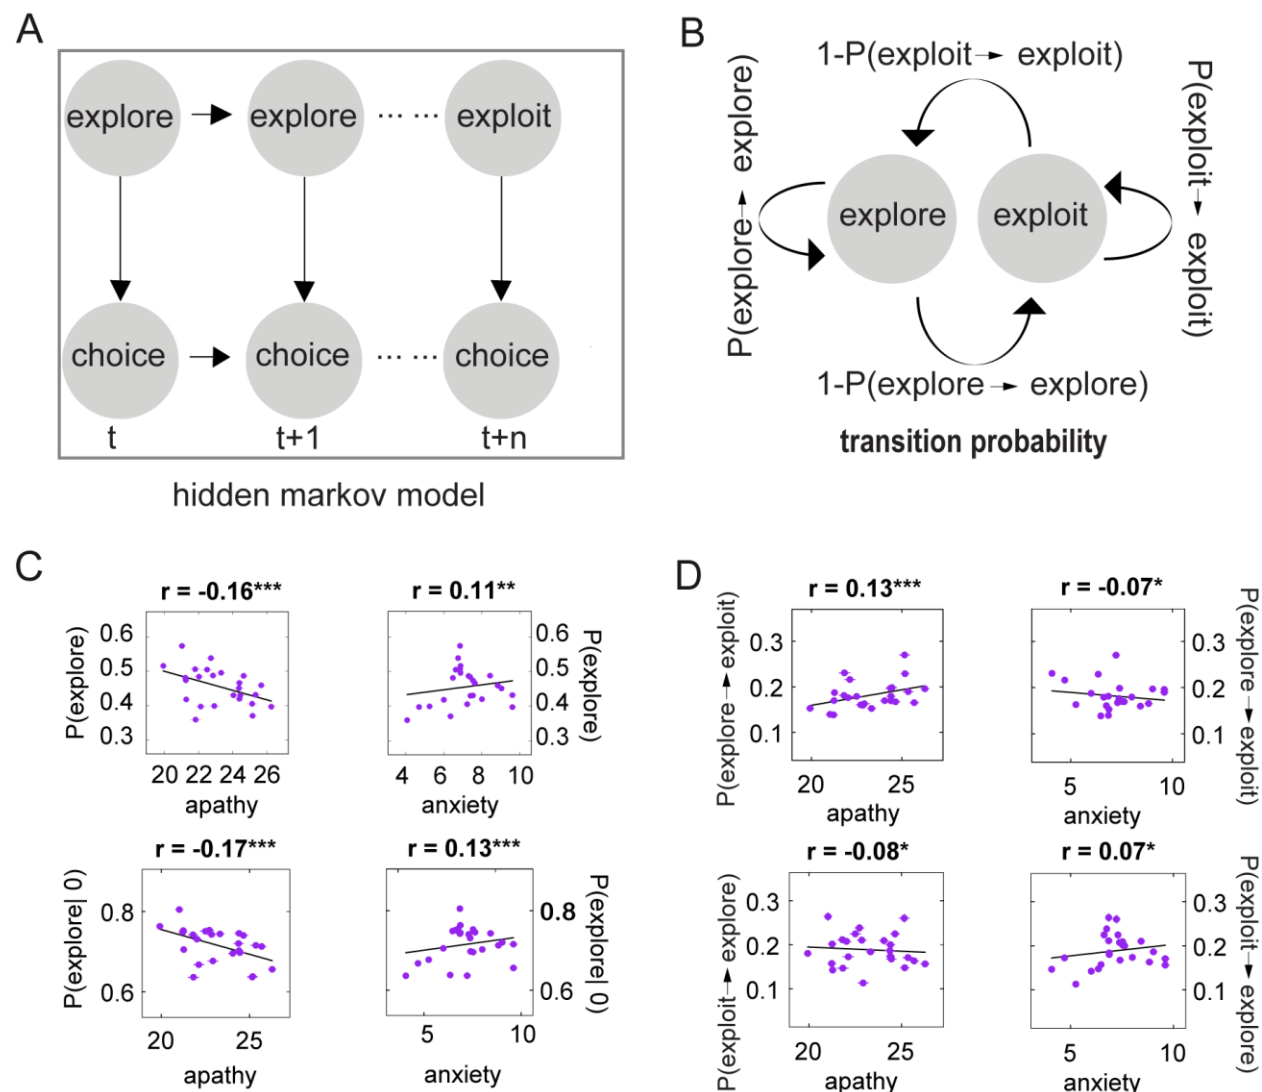 A
explore
explore
... ...
exploit
choice
choice
... ...
choice
t
t+1
t+n
hidden markov model
B
1-P(exploit→ exploit)
P(explore→ explore)
explore
exploit
P(exploit→ exploit)
1-P(explore→ explore)
transition probability
C
r = -0.16***
P(explore)
0.6
0.5
0.4
0.3
20 22 24 26
apathy
r = 0.11**
0.6
0.5
0.4
0.3
P(explore)
4 6 8 10
anxiety
r = -0.17***
P(explore| 0)
0.8
0.6
20 25
apathy
r = 0.13***
0.8
0.6
P(explore| 0)
5 10
anxiety
D
r = 0.13***
P(explore→exploit)
0.3
0.2
0.1
20 25
apathy
r = -0.07*
0.3
0.2
0.1
P(explore→exploit)
5 10
anxiety
r = -0.08*
P(exploit→ explore)
0.3
0.2
0.1
20 25
apathy
r = 0.07*
0.3
0.2
0.1
P(exploit→ explore)
5 10
anxiety